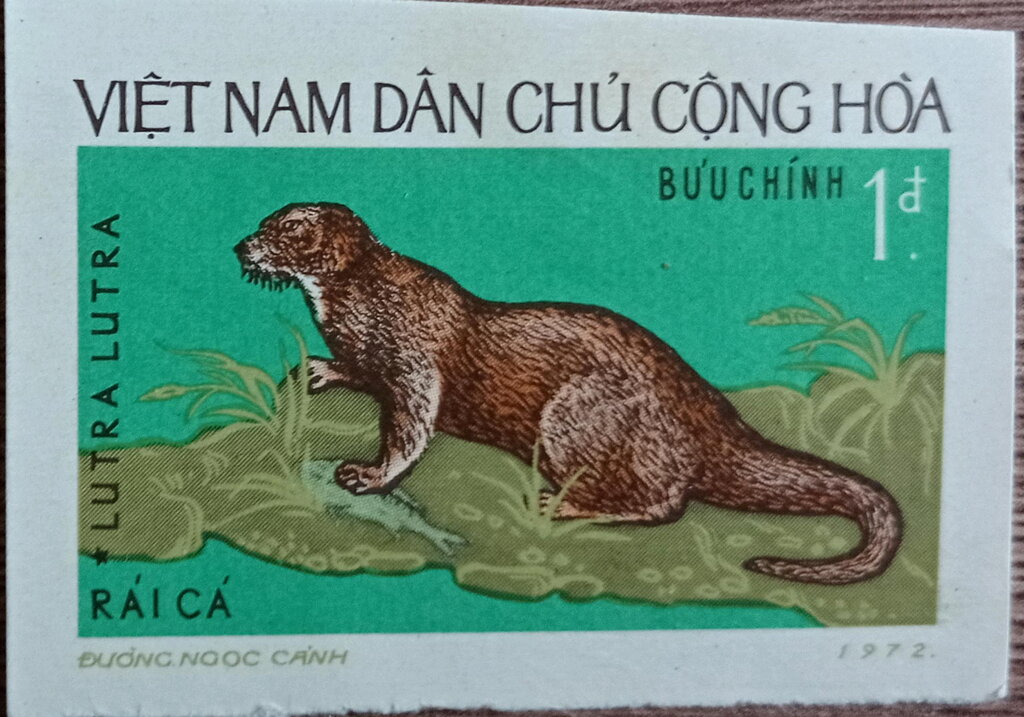 VIỆT NAM DÂN CHỦ CỘNG HÒA
BƯU CHÍNH 1đ.
* LUTRA LUTRA
RÁI CÁ
ĐƯỜNG NGỌC CẢNH
1972.